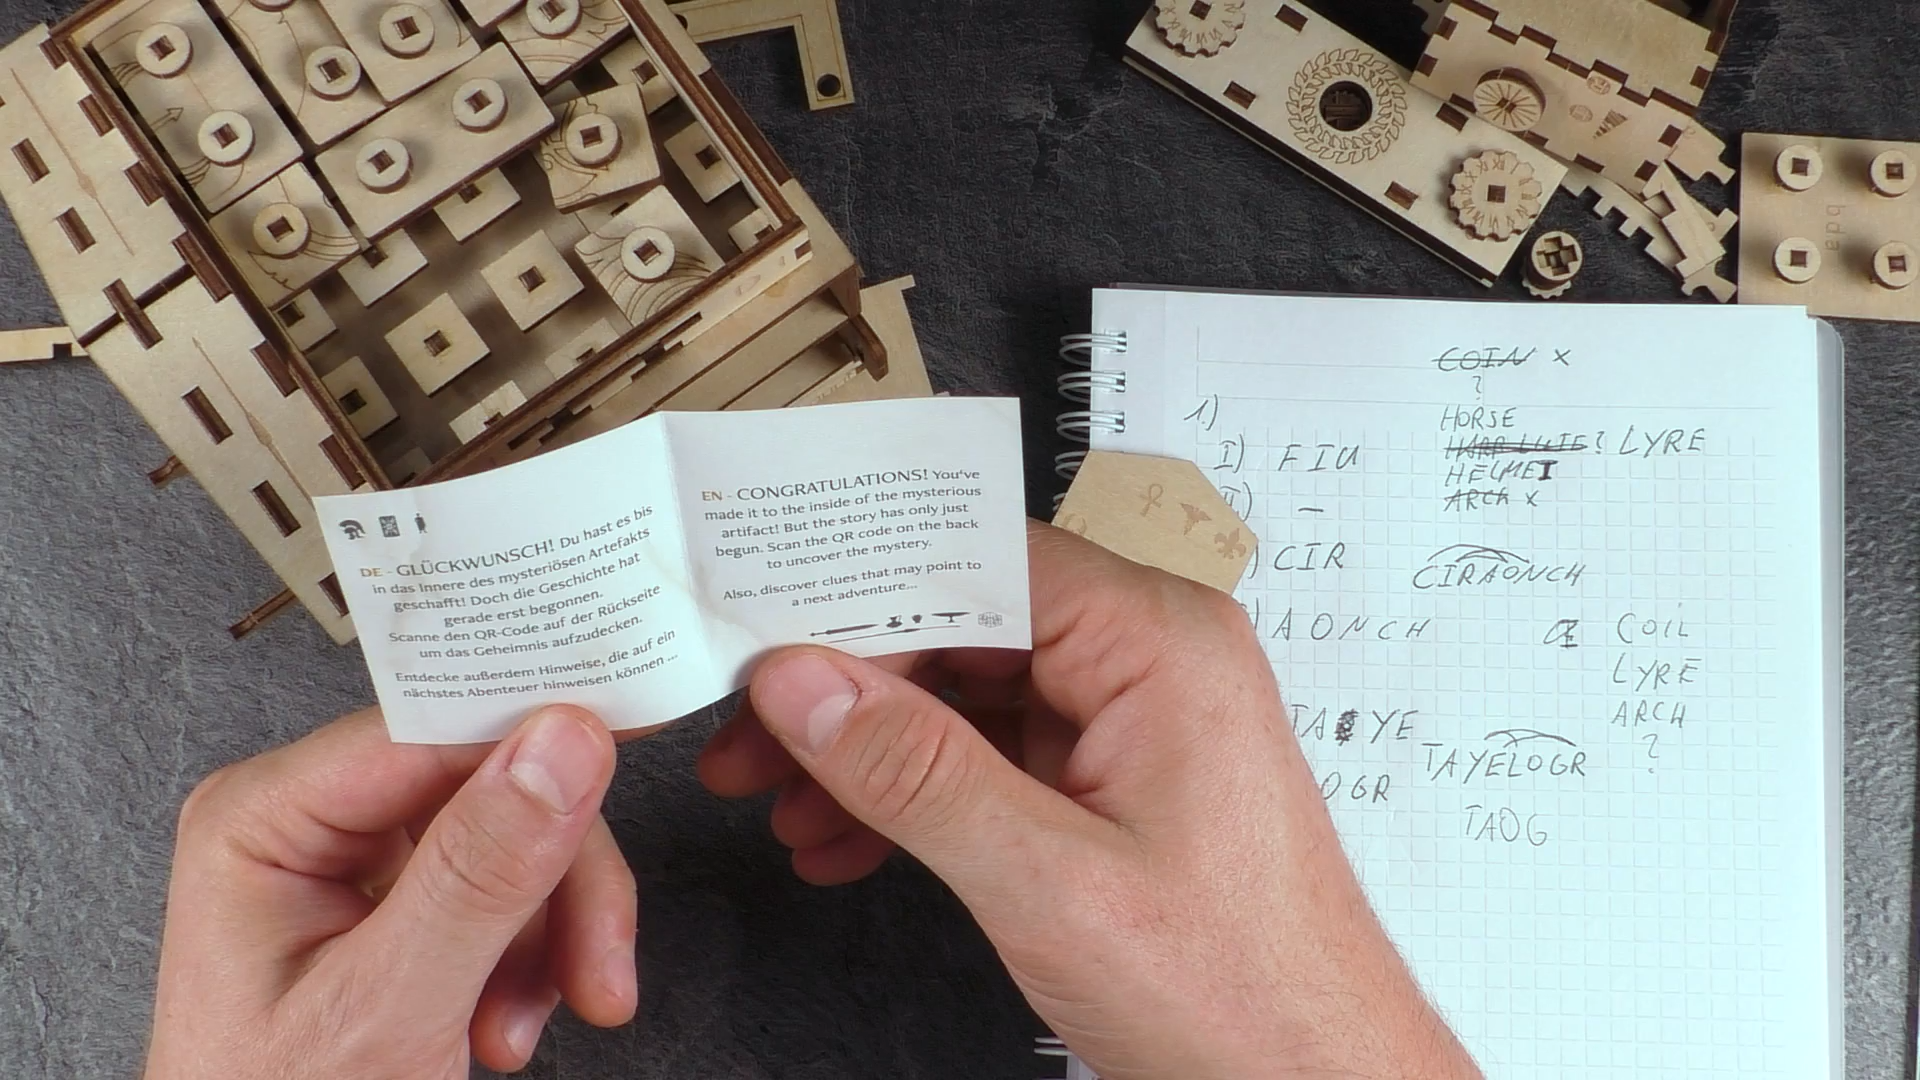 DE - GLÜCKWUNSCH! Du hast es bis
in das Innere des mysteriösen Artefakts
geschafft! Doch die Geschichte hat
gerade erst begonnen.
Scanne den QR-Code auf der Rückseite
um das Geheimnis aufzudecken.
Entdecke außerdem Hinweise, die auf ein
nächstes Abenteuer hinweisen können ...
EN - CONGRATULATIONS! You've
made it to the inside of the mysterious
artifact! But the story has only just
begun. Scan the QR code on the back
to uncover the mystery.
Also, discover clues that may point to
a next adventure...
COIN x
?
1.)
HORSE
? LYRE
I) FIU
HELMET
ARCH x
—
CIR
CIRAONCH
AONCH
COIL
LYRE
ARCH
?
TA YE
TAYELOGR
OGR
TAOG